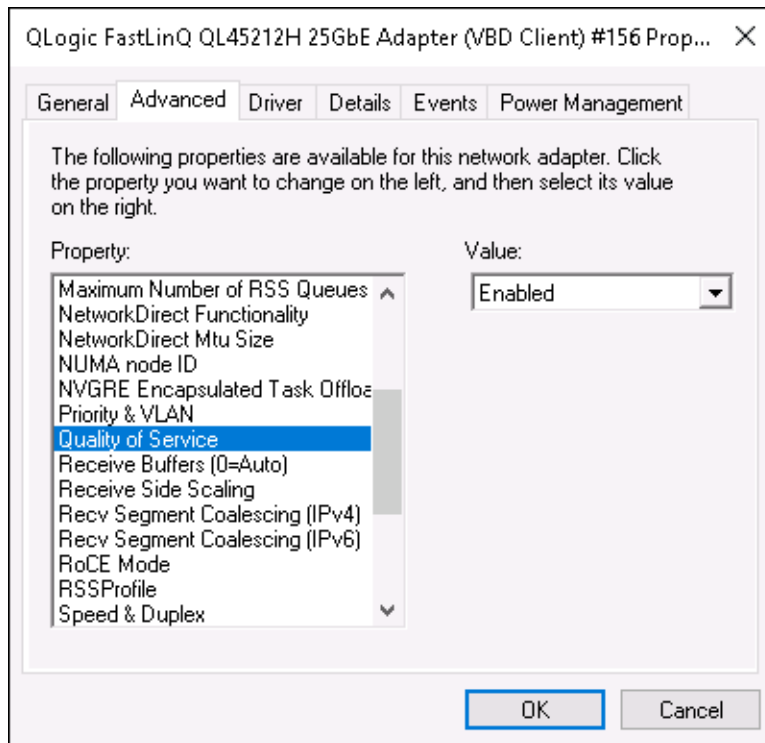 QLogic FastLinQ QL45212H 25GbE Adapter (VBD Client) #156 Prop...
General Advanced Driver Details Events Power Management
The following properties are available for this network adapter. Click
the property you want to change on the left, and then select its value
on the right.
Property:
Value:
Maximum Number of RSS Queues
NetworkDirect Functionality
NetworkDirect Mtu Size
NUMA node ID
NVGRE Encapsulated Task Offloa
Priority & VLAN
Quality of Service
Receive Buffers (0=Auto)
Receive Side Scaling
Recv Segment Coalescing (IPv4)
Recv Segment Coalescing (IPv6)
RoCE Mode
RSSProfile
Speed & Duplex
Enabled
OK Cancel